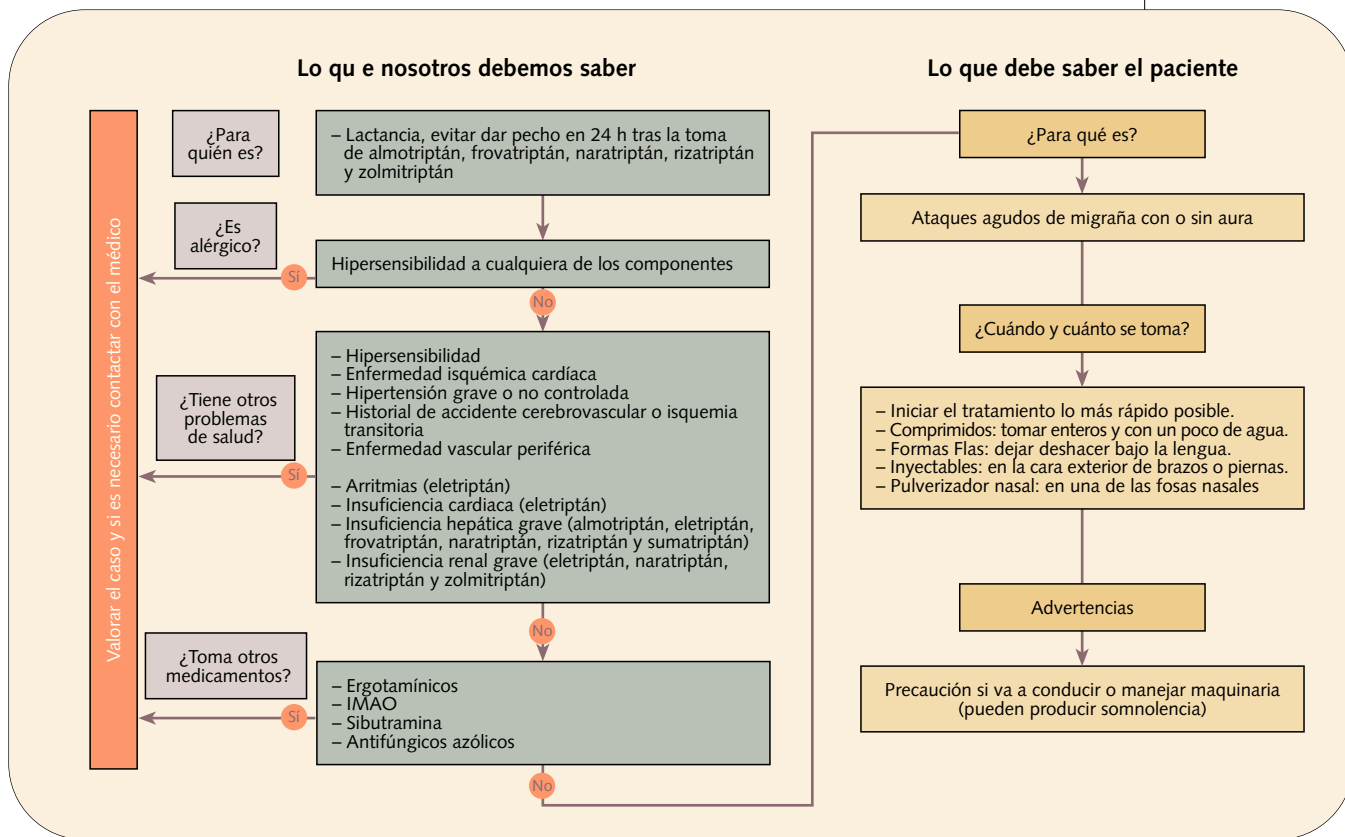 Lo qu e nosotros debemos saber
Valorar el caso y si es necesario contactar con el médico
¿Para
quién es?
– Lactancia, evitar dar pecho en 24 h tras la toma
de almotriptán, frovatriptán, naratriptán, rizatriptán
y zolmitriptán
¿Es
alérgico?
Hipersensibilidad a cualquiera de los componentes
Sí
No
¿Tiene otros
problemas
de salud?
– Hipersensibilidad
– Enfermedad isquémica cardíaca
– Hipertensión grave o no controlada
– Historial de accidente cerebrovascular o isquemia
transitoria
– Enfermedad vascular periférica
– Arritmias (eletriptán)
– Insuficiencia cardiaca (eletriptán)
– Insuficiencia hepática grave (almotriptán, eletriptán,
frovatriptán, naratriptán, rizatriptán y sumatriptán)
– Insuficiencia renal grave (eletriptán, naratriptán,
rizatriptán y zolmitriptán)
Sí
No
¿Toma otros
medicamentos?
– Ergotamínicos
– IMAO
– Sibutramina
– Antifúngicos azólicos
Sí
No
Lo que debe saber el paciente
¿Para qué es?
Ataques agudos de migraña con o sin aura
¿Cuándo y cuánto se toma?
– Iniciar el tratamiento lo más rápido posible.
– Comprimidos: tomar enteros y con un poco de agua.
– Formas Flas: dejar deshacer bajo la lengua.
– Inyectables: en la cara exterior de brazos o piernas.
– Pulverizador nasal: en una de las fosas nasales
Advertencias
Precaución si va a conducir o manejar maquinaria
(pueden producir somnolencia)